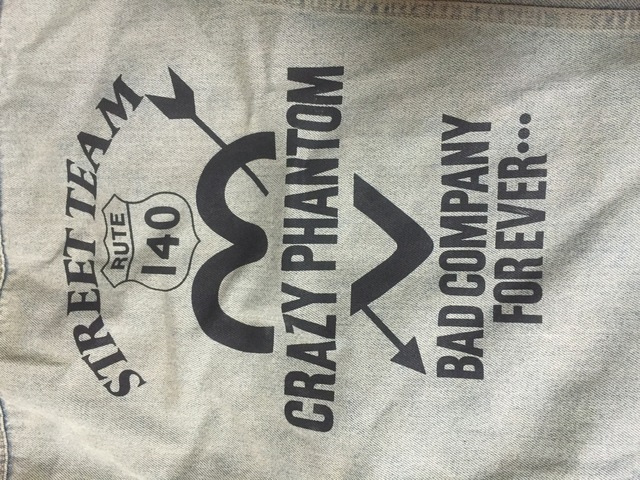 STREET TEAM
RUTE
140
CRAZY PHANTOM
BAD COMPANY
FOR EVER...